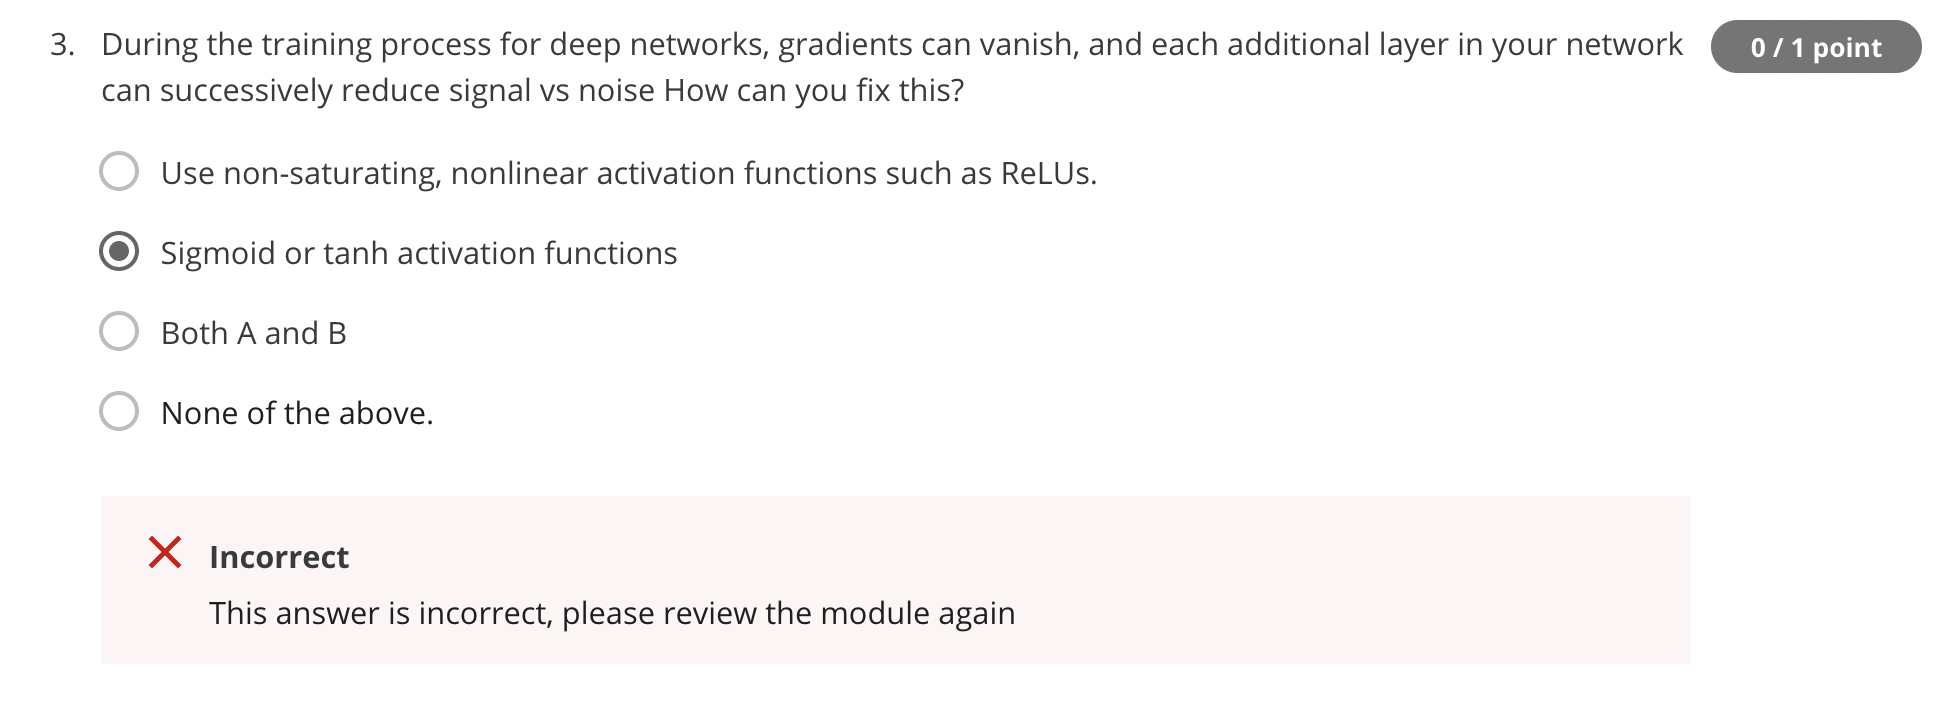 3. During the training process for deep networks, gradients can vanish, and each additional layer in your network
can successively reduce signal vs noise How can you fix this?
0 / 1 point
Use non-saturating, nonlinear activation functions such as ReLUs.
Sigmoid or tanh activation functions
Both A and B
None of the above.
Incorrect
This answer is incorrect, please review the module again